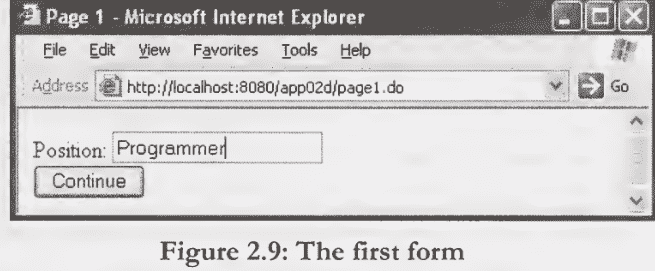 Page 1 - Microsoft Internet Explorer
File Edit View Favorites Tools Help
Address http://localhost:8080/app02d/page1.do Go
Position: Programmer
Continue
Figure 2.9: The first form